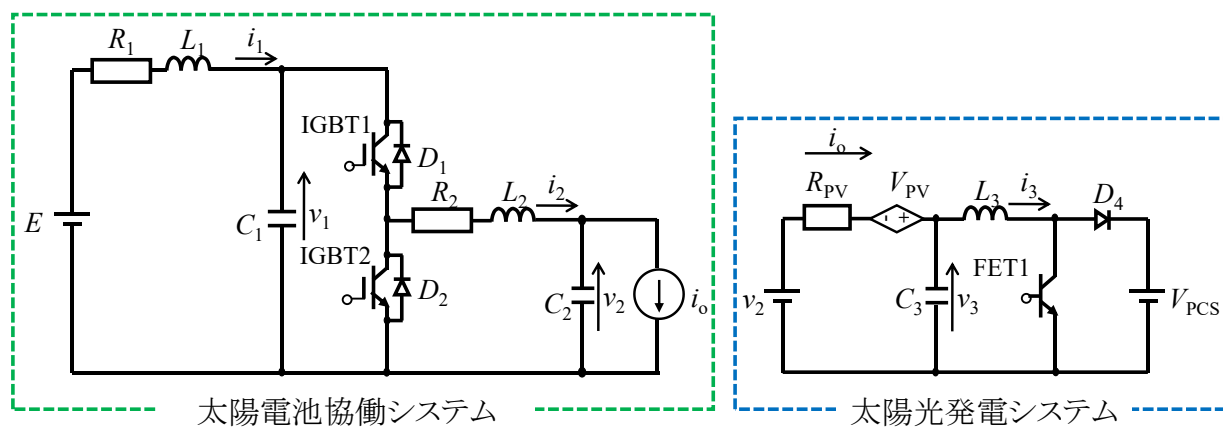 R1 L1 i1
E
C1 v1
IGBT1 D1
R2 L2 i2
IGBT2 D2
C2 v2 io
太陽電池協働システム
io
RPV VPV L3 i3 D4
v2 C3 v3 FET1 VPCS
- +
太陽光発電システム